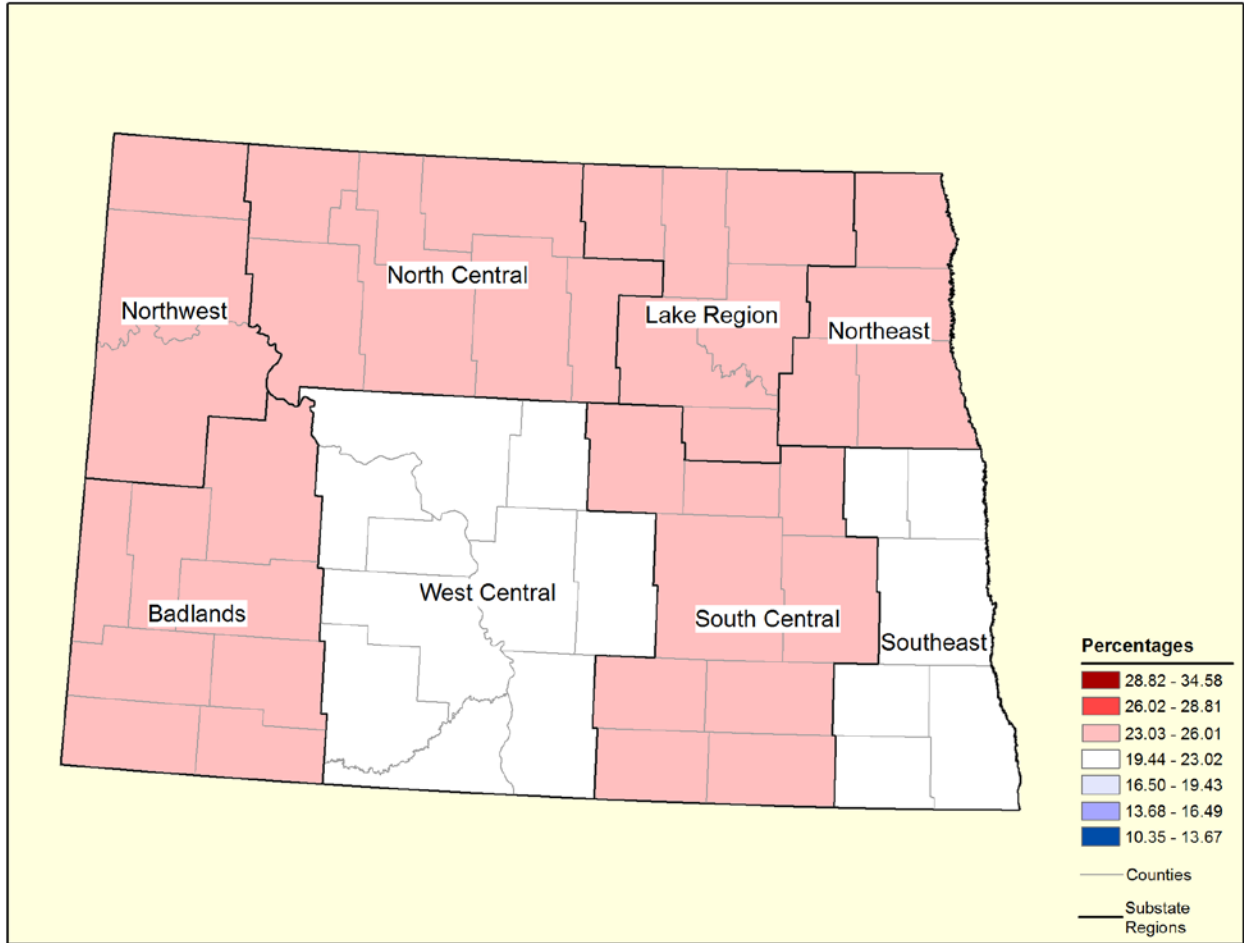 North Central
Northwest
Lake Region
Northeast
West Central
Badlands
South Central
Southeast
Percentages
28.82 - 34.58
26.02 - 28.81
23.03 - 26.01
19.44 - 23.02
16.50 - 19.43
13.68 - 16.49
10.35 - 13.67
Counties
Substate
Regions